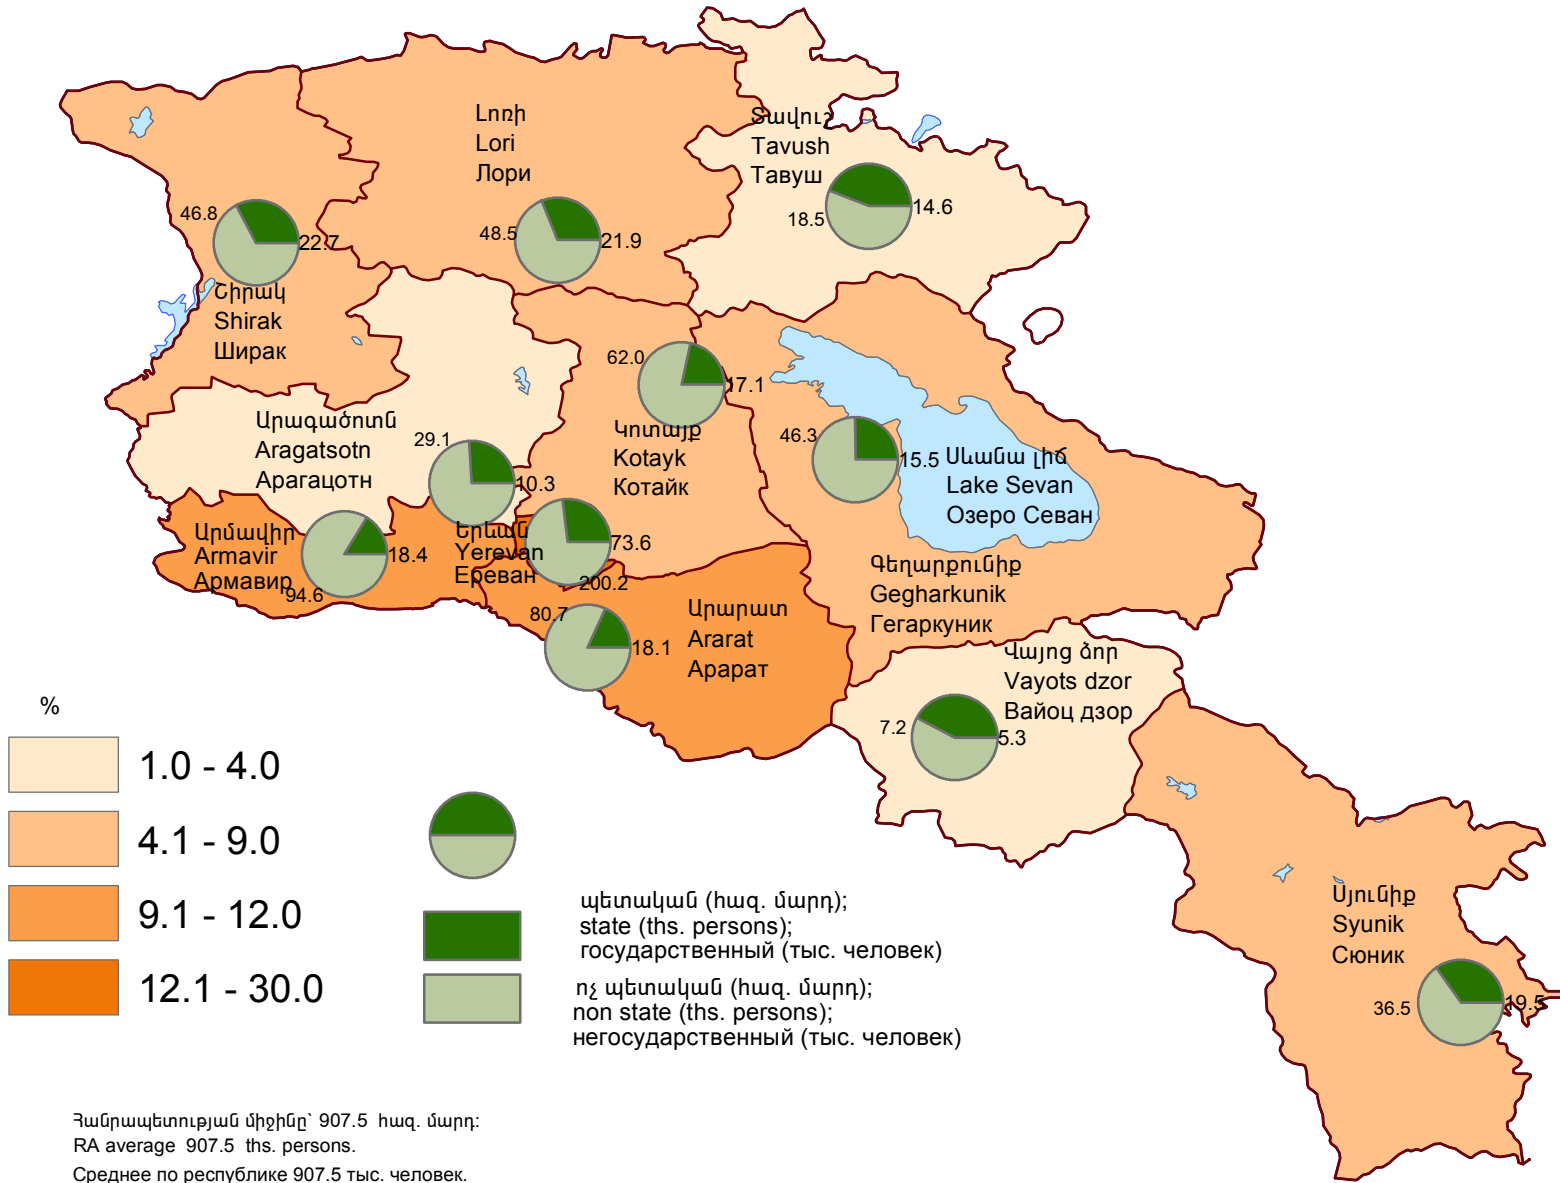 Լոռի
Lori
Лори
48.5
21.9
Տավուշ
Tavush
Тавуш
18.5
14.6
46.8
22.7
Շիրակ
Shirak
Ширак
62.0
17.1
Կոտայք
Kotayk
Котайк
Արագածոտն
Aragatsotn
Арагацотн
29.1
10.3
46.3
15.5
Սևանա լիճ
Lake Sevan
Озеро Севан
Գեղարքունիք
Gegharkunik
Гегаркуник
Արմավիր
Armavir
Армавир
94.6
18.4
Երևան
Yerevan
Ереван
73.6
200.2
80.7
18.1
Արարատ
Ararat
Арарат
Վայոց ձոր
Vayots dzor
Вайоц дзор
7.2
5.3
Սյունիք
Syunik
Сюник
36.5
19.5
%
1.0 - 4.0
4.1 - 9.0
9.1 - 12.0
12.1 - 30.0
պետական (հազ. մարդ);
state (ths. persons);
государственный (тыс. человек)
ոչ պետական (հազ. մարդ);
non state (ths. persons);
негосударственный (тыс. человек)
Հանրապետության միջինը` 907.5 հազ. մարդ:
RA average 907.5 ths. persons.
Среднее по республике 907.5 тыс. человек.